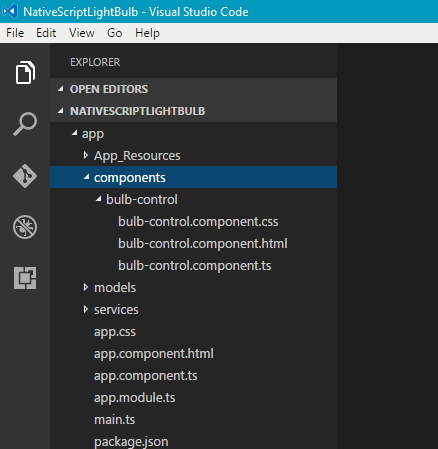 NativeScriptLightBulb - Visual Studio Code
File Edit View Go Help
EXPLORER
OPEN EDITORS
NATIVESCRIPTLIGHTBULB
app
App_Resources
components
bulb-control
bulb-control.component.css
bulb-control.component.html
bulb-control.component.ts
models
services
app.css
app.component.html
app.component.ts
app.module.ts
main.ts
package.json